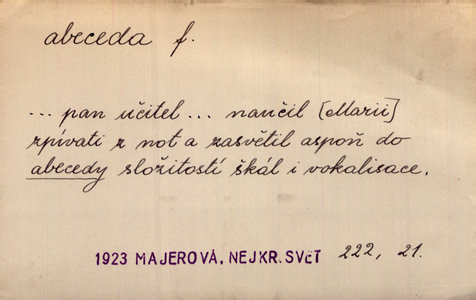 abeceda f.
... pan učitel ... naučil [Marii]
zpívati z not a zasvětil aspoň do
abecedy složitostí škál i vokalisace.
1923 MAJEROVÁ, NEJKR. SVĚT 222, 21.